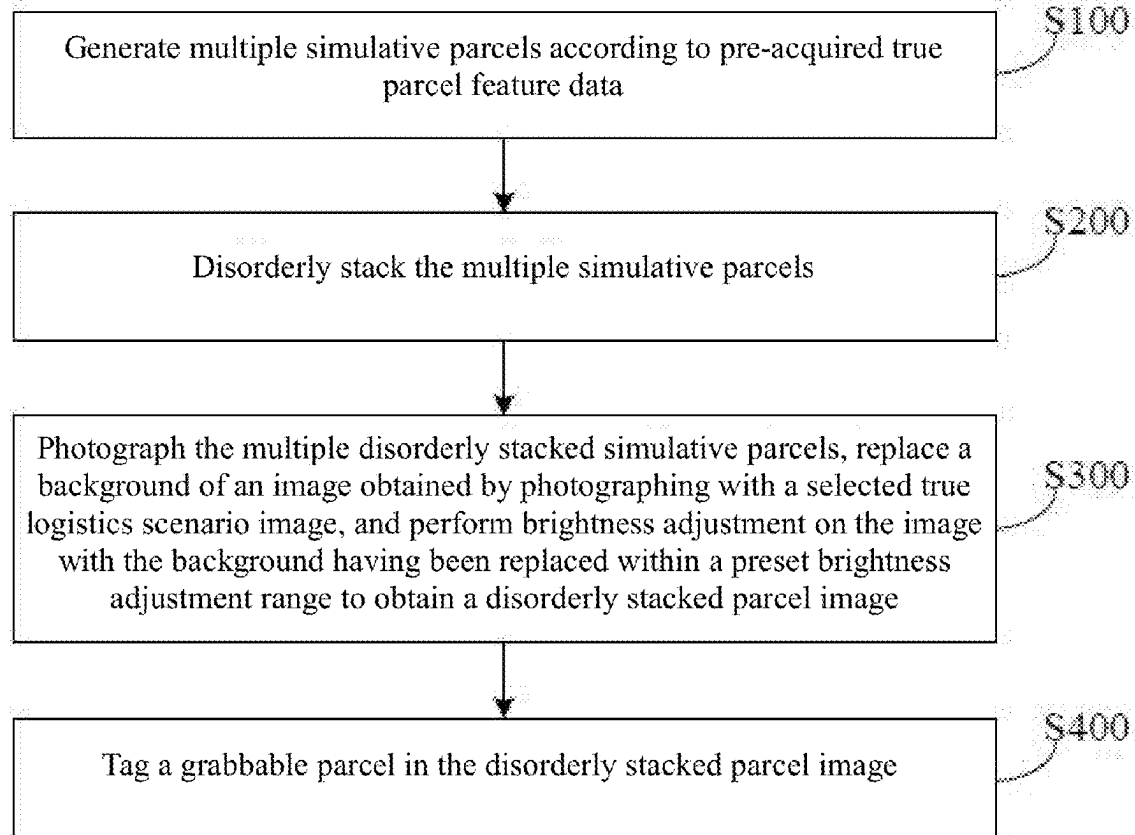 S100
Generate multiple simulative parcels according to pre-acquired true
parcel feature data
S200
Disorderly stack the multiple simulative parcels
Photograph the multiple disorderly stacked simulative parcels, replace a
S300
background of an image obtained by photographing with a selected true
logistics scenario image, and perform brightness adjustment on the image
with the background having been replaced within a preset brightness
adjustment range to obtain a disorderly stacked parcel image
S400
Tag a grabbable parcel in the disorderly stacked parcel image